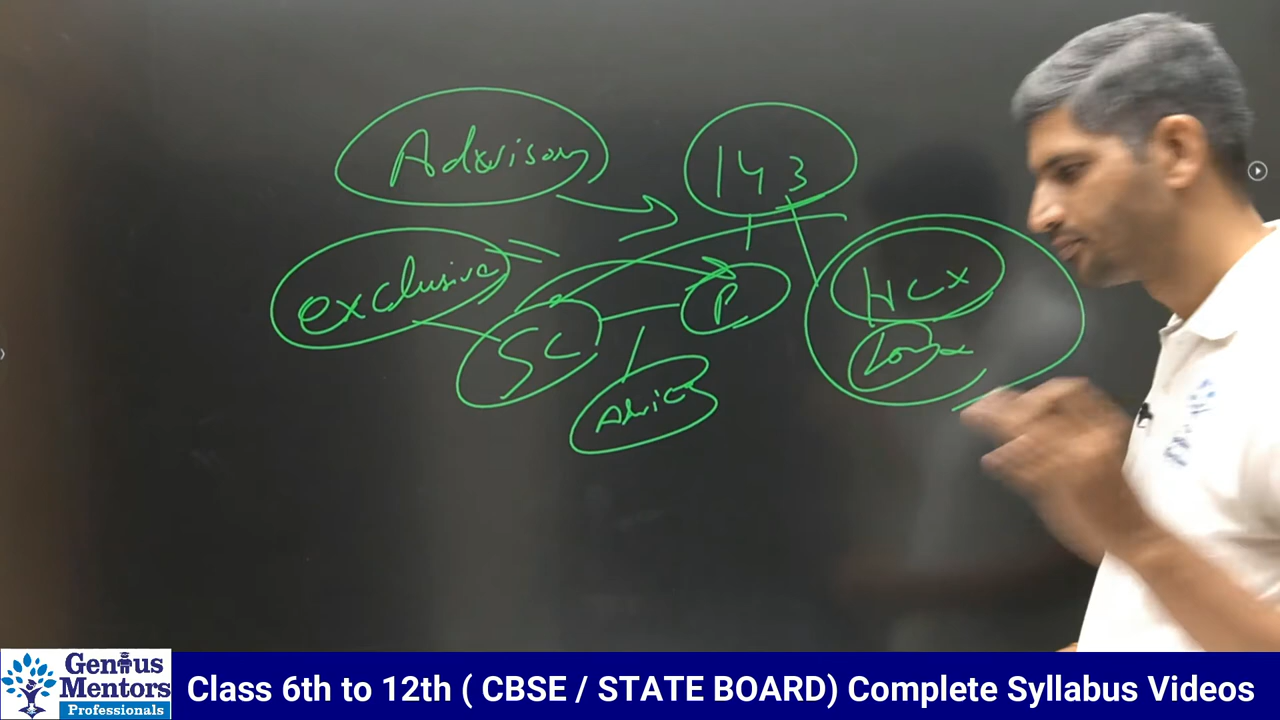 Advisory
143
exclusive
SC
P
HCX
Advice
Genius
Mentors
Professionals
Class 6th to 12th ( CBSE / STATE BOARD) Complete Syllabus Videos